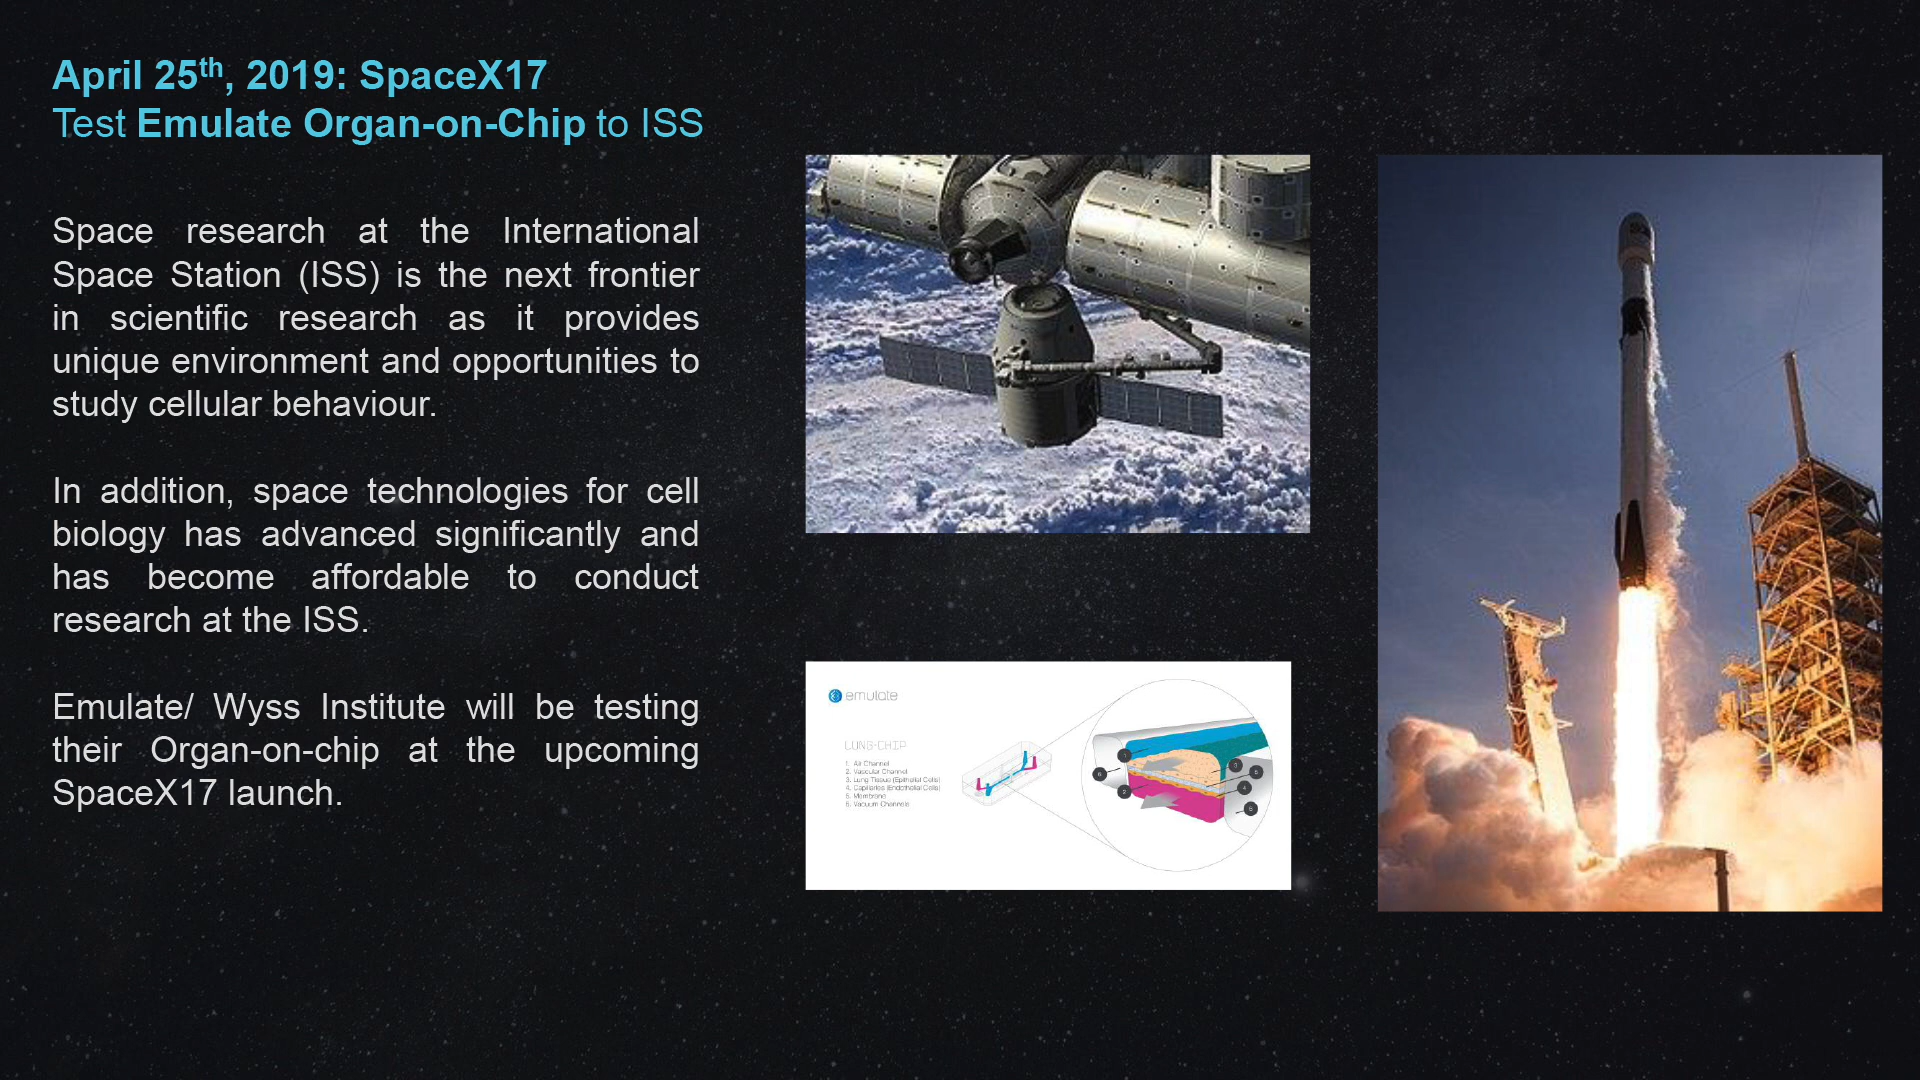 April 25th, 2019: SpaceX17
Test Emulate Organ-on-Chip to ISS
Space research at the International
Space Station (ISS) is the next frontier
in scientific research as it provides
unique environment and opportunities to
study cellular behaviour.
In addition, space technologies for cell
biology has advanced significantly and
has become affordable to conduct
research at the ISS.
Emulate/ Wyss Institute will be testing
their Organ-on-chip at the upcoming
SpaceX17 launch.
emulate
LUNG-CHIP
1. Air Channel
2. Vascular Channel
3. Lung Tissue (Epithelial Cells)
4. Capillaries (Endothelial Cells)
5. Membrane
6. Vacuum Channels